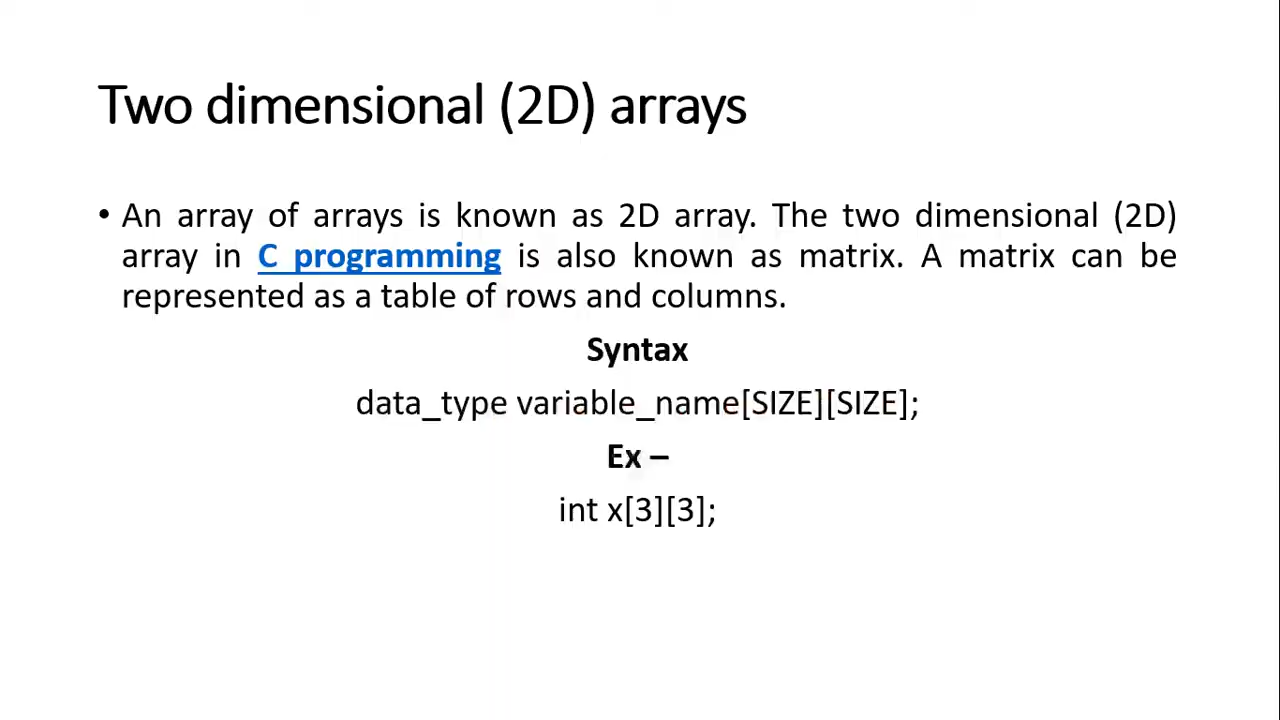 Two dimensional (2D) arrays
• An array of arrays is known as 2D array. The two dimensional (2D)
array in C programming is also known as matrix. A matrix can be
represented as a table of rows and columns.
Syntax
data_type variable_name[SIZE][SIZE];
Ex –
int x[3][3];